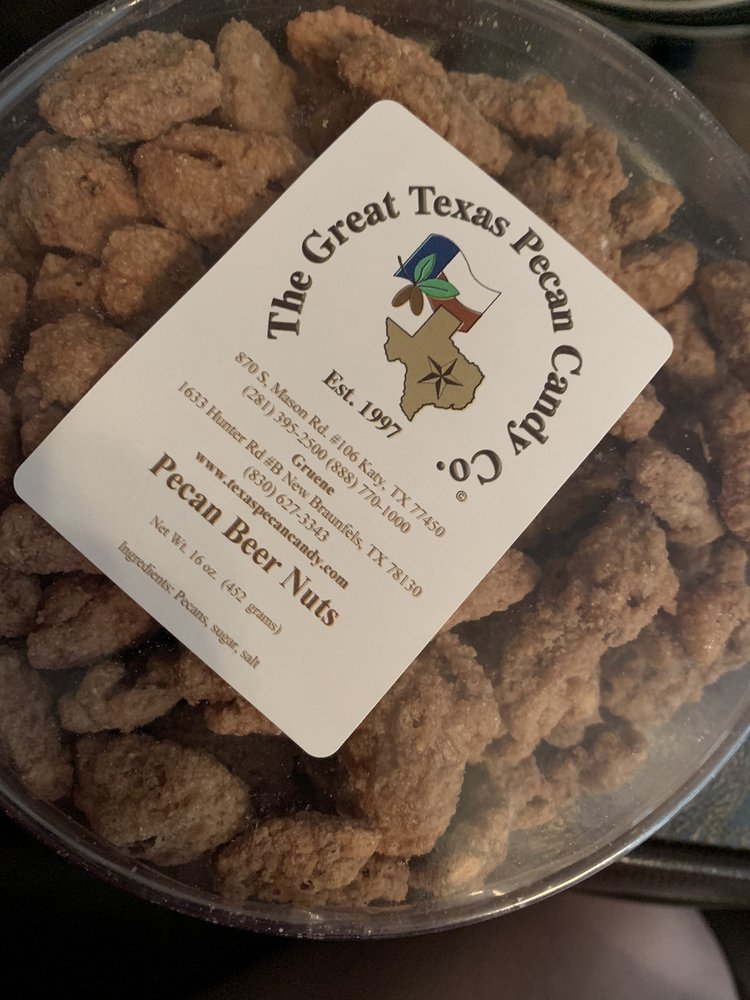 The Great Texas Pecan Candy Co.
©
Est. 1997
870 S. Mason Rd. #106 Katy, TX 77450
(281) 395-2500 (888) 770-1000
Gruene
1633 Hunter Rd #B New Braunfels, TX 78130
(830) 627-3343
www.texaspecancandy.com
Pecan Beer Nuts
Net Wt. 16 oz. (452 grams)
Ingredients: Pecans, sugar, salt